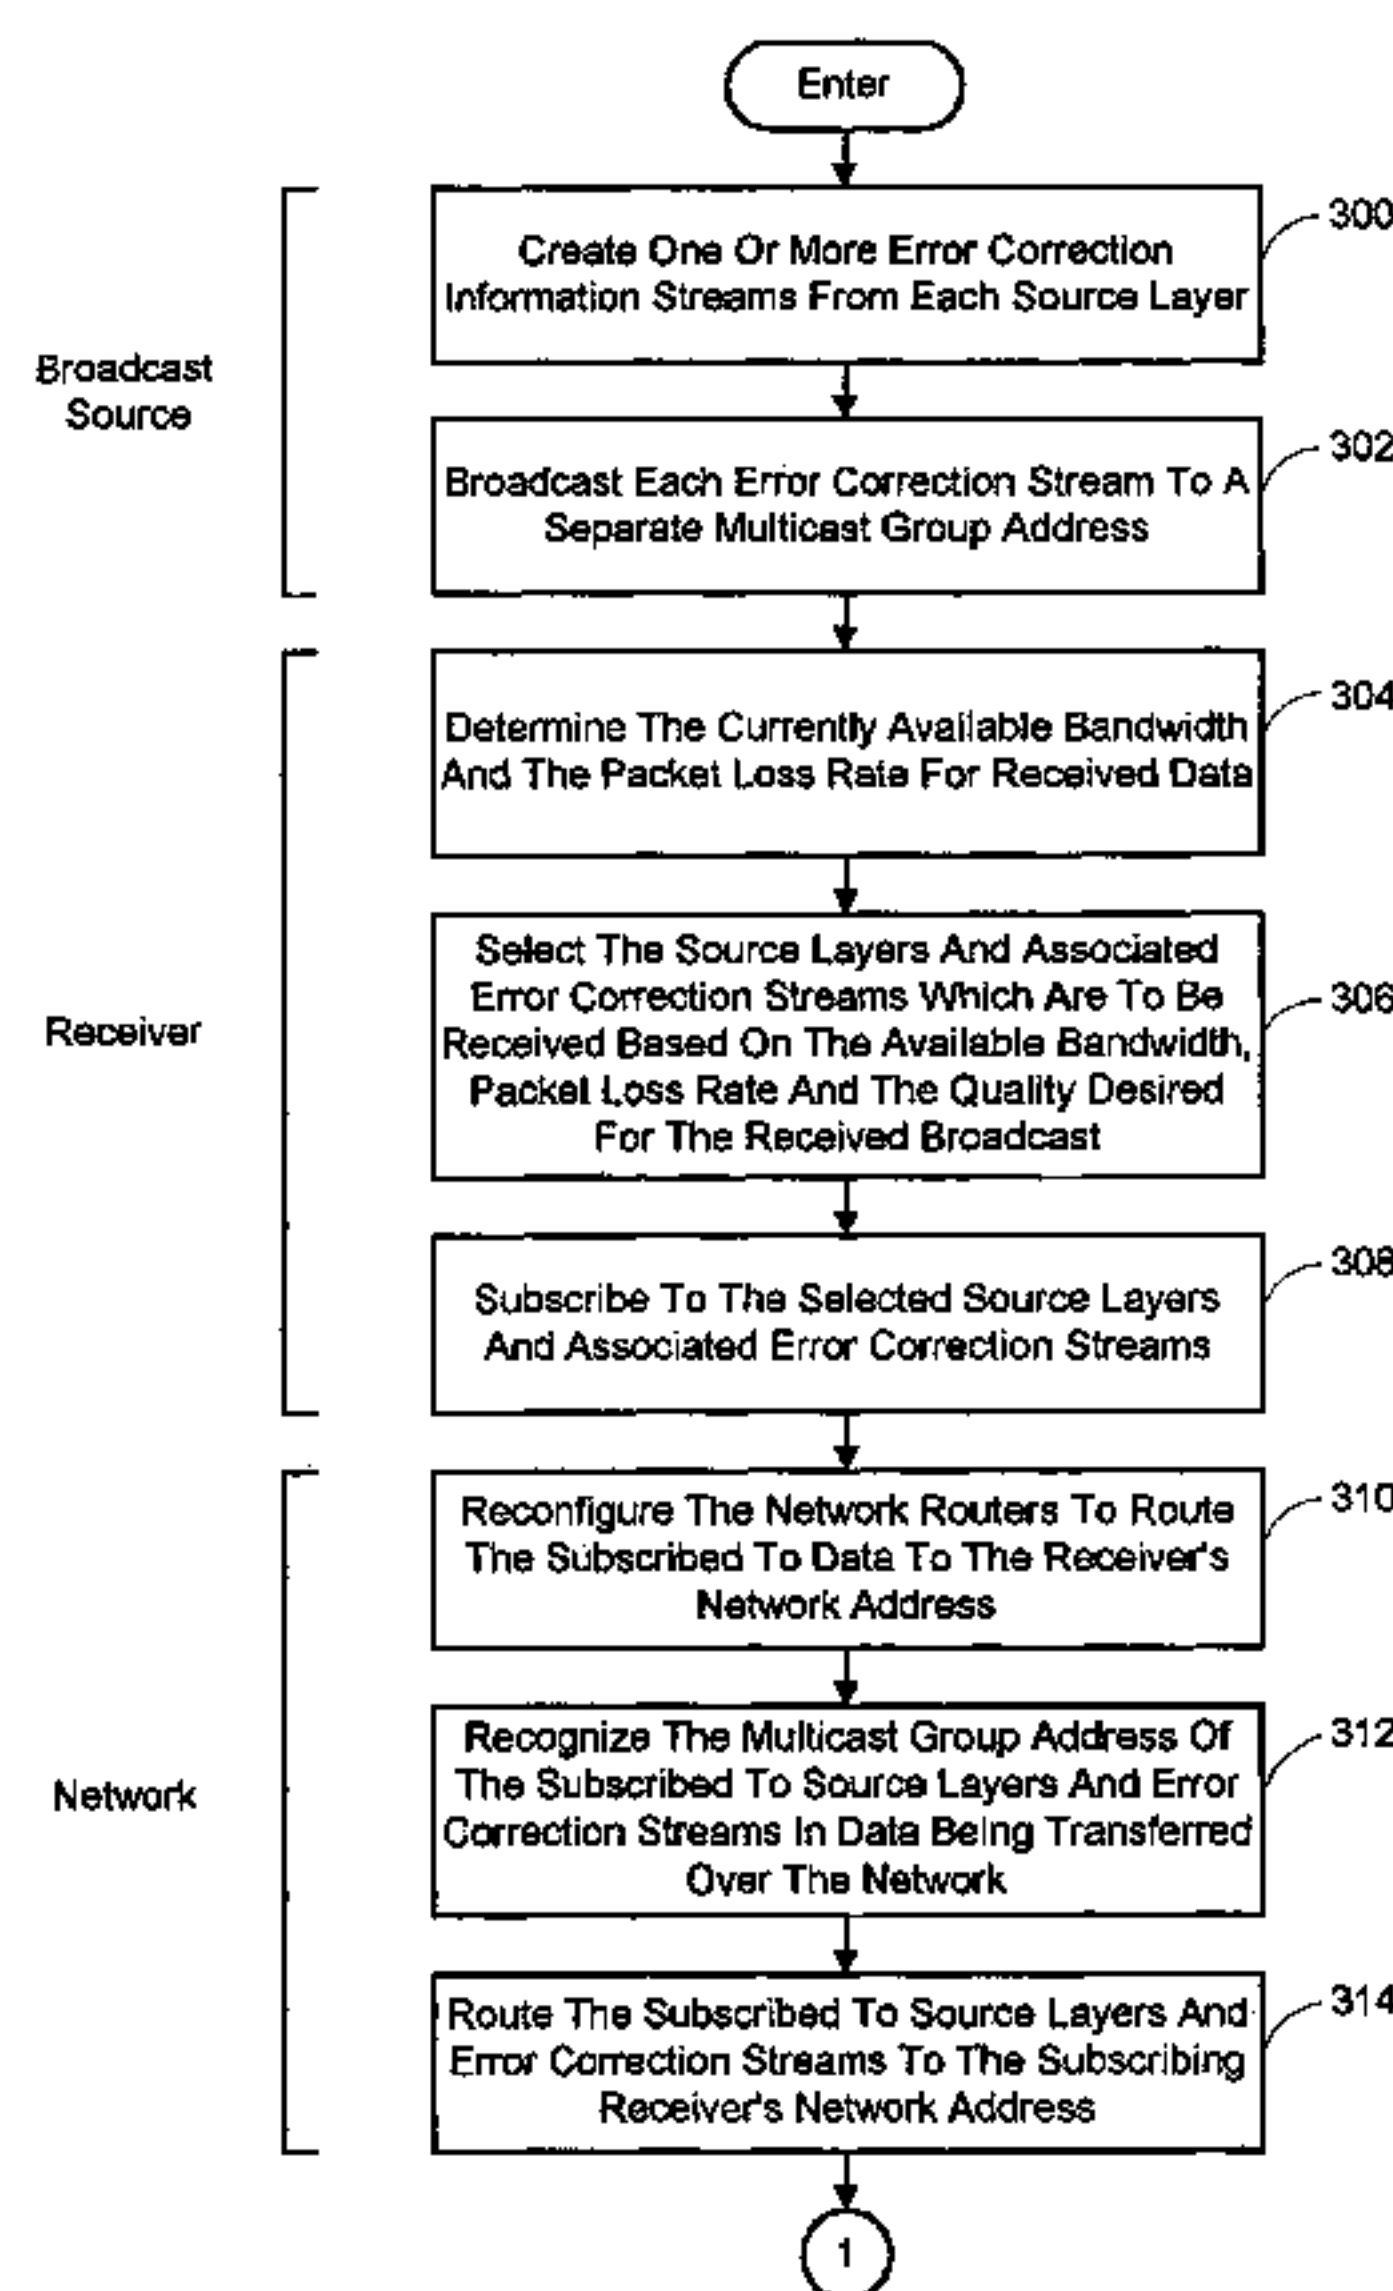 Enter
300
Create One Or More Error Correction
Information Streams From Each Source Layer
Broadcast
Source
302
Broadcast Each Error Correction Stream To A
Separate Multicast Group Address
304
Determine The Currently Available Bandwidth
And The Packet Loss Rate For Received Data
Receiver
306
Select The Source Layers And Associated
Error Correction Streams Which Are To Be
Received Based On The Available Bandwidth,
Packet Loss Rate And The Quality Desired
For The Received Broadcast
308
Subscribe To The Selected Source Layers
And Associated Error Correction Streams
310
Reconfigure The Network Routers To Route
The Subscribed To Data To The Receiver's
Network Address
Network
312
Recognize The Multicast Group Address Of
The Subscribed To Source Layers And Error
Correction Streams In Data Being Transferred
Over The Network
314
Route The Subscribed To Source Layers And
Error Correction Streams To The Subscribing
Receiver's Network Address
1